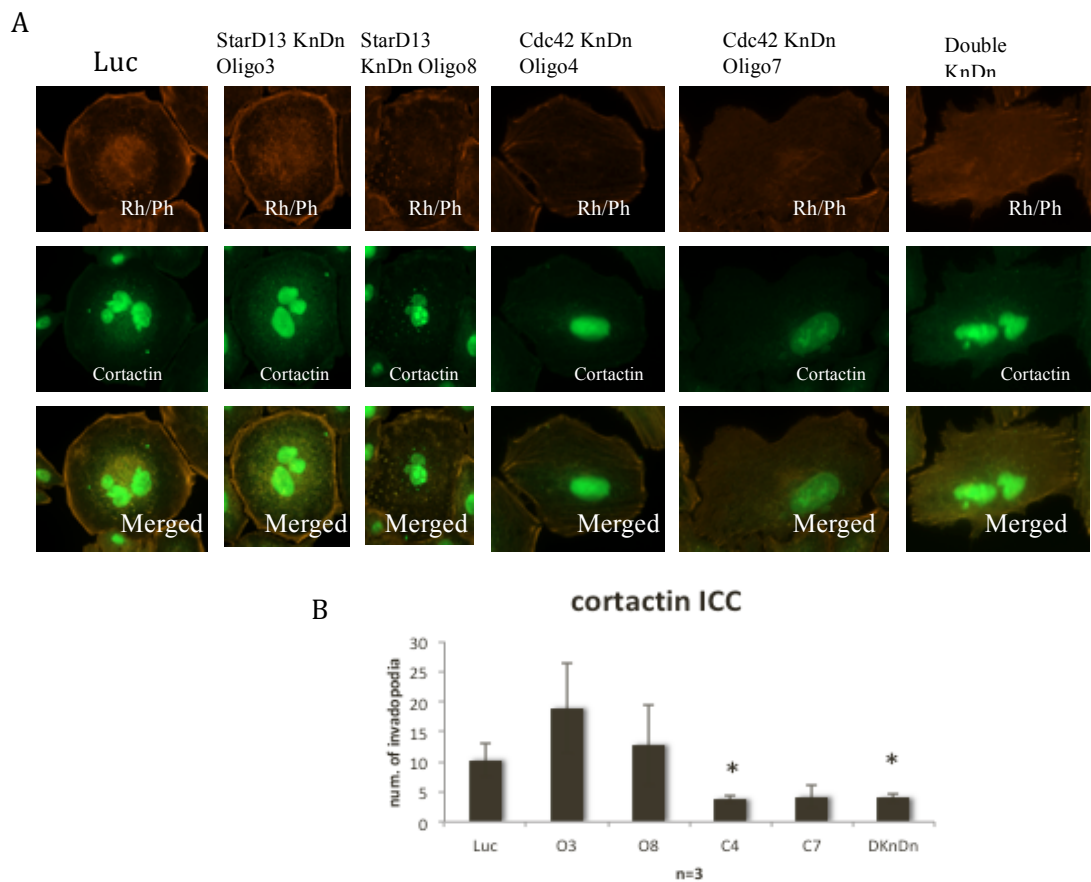 A
Luc
StarD13 KnDn
Oligo3
StarD13
KnDn Oligo8
Cdc42 KnDn
Oligo4
Cdc42 KnDn
Oligo7
Double
KnDn
Rh/Ph
Rh/Ph
Rh/Ph
Rh/Ph
Rh/Ph
Rh/Ph
Cortactin
Cortactin
Cortactin
Cortactin
Cortactin
Cortactin
Merged
Merged
Merged
Merged
Merged
Merged
B
cortactin ICC
num. of invadopodia
30
25
20
15
10
5
0
*
*
Luc O3 O8 C4 C7 DKnDn
n=3